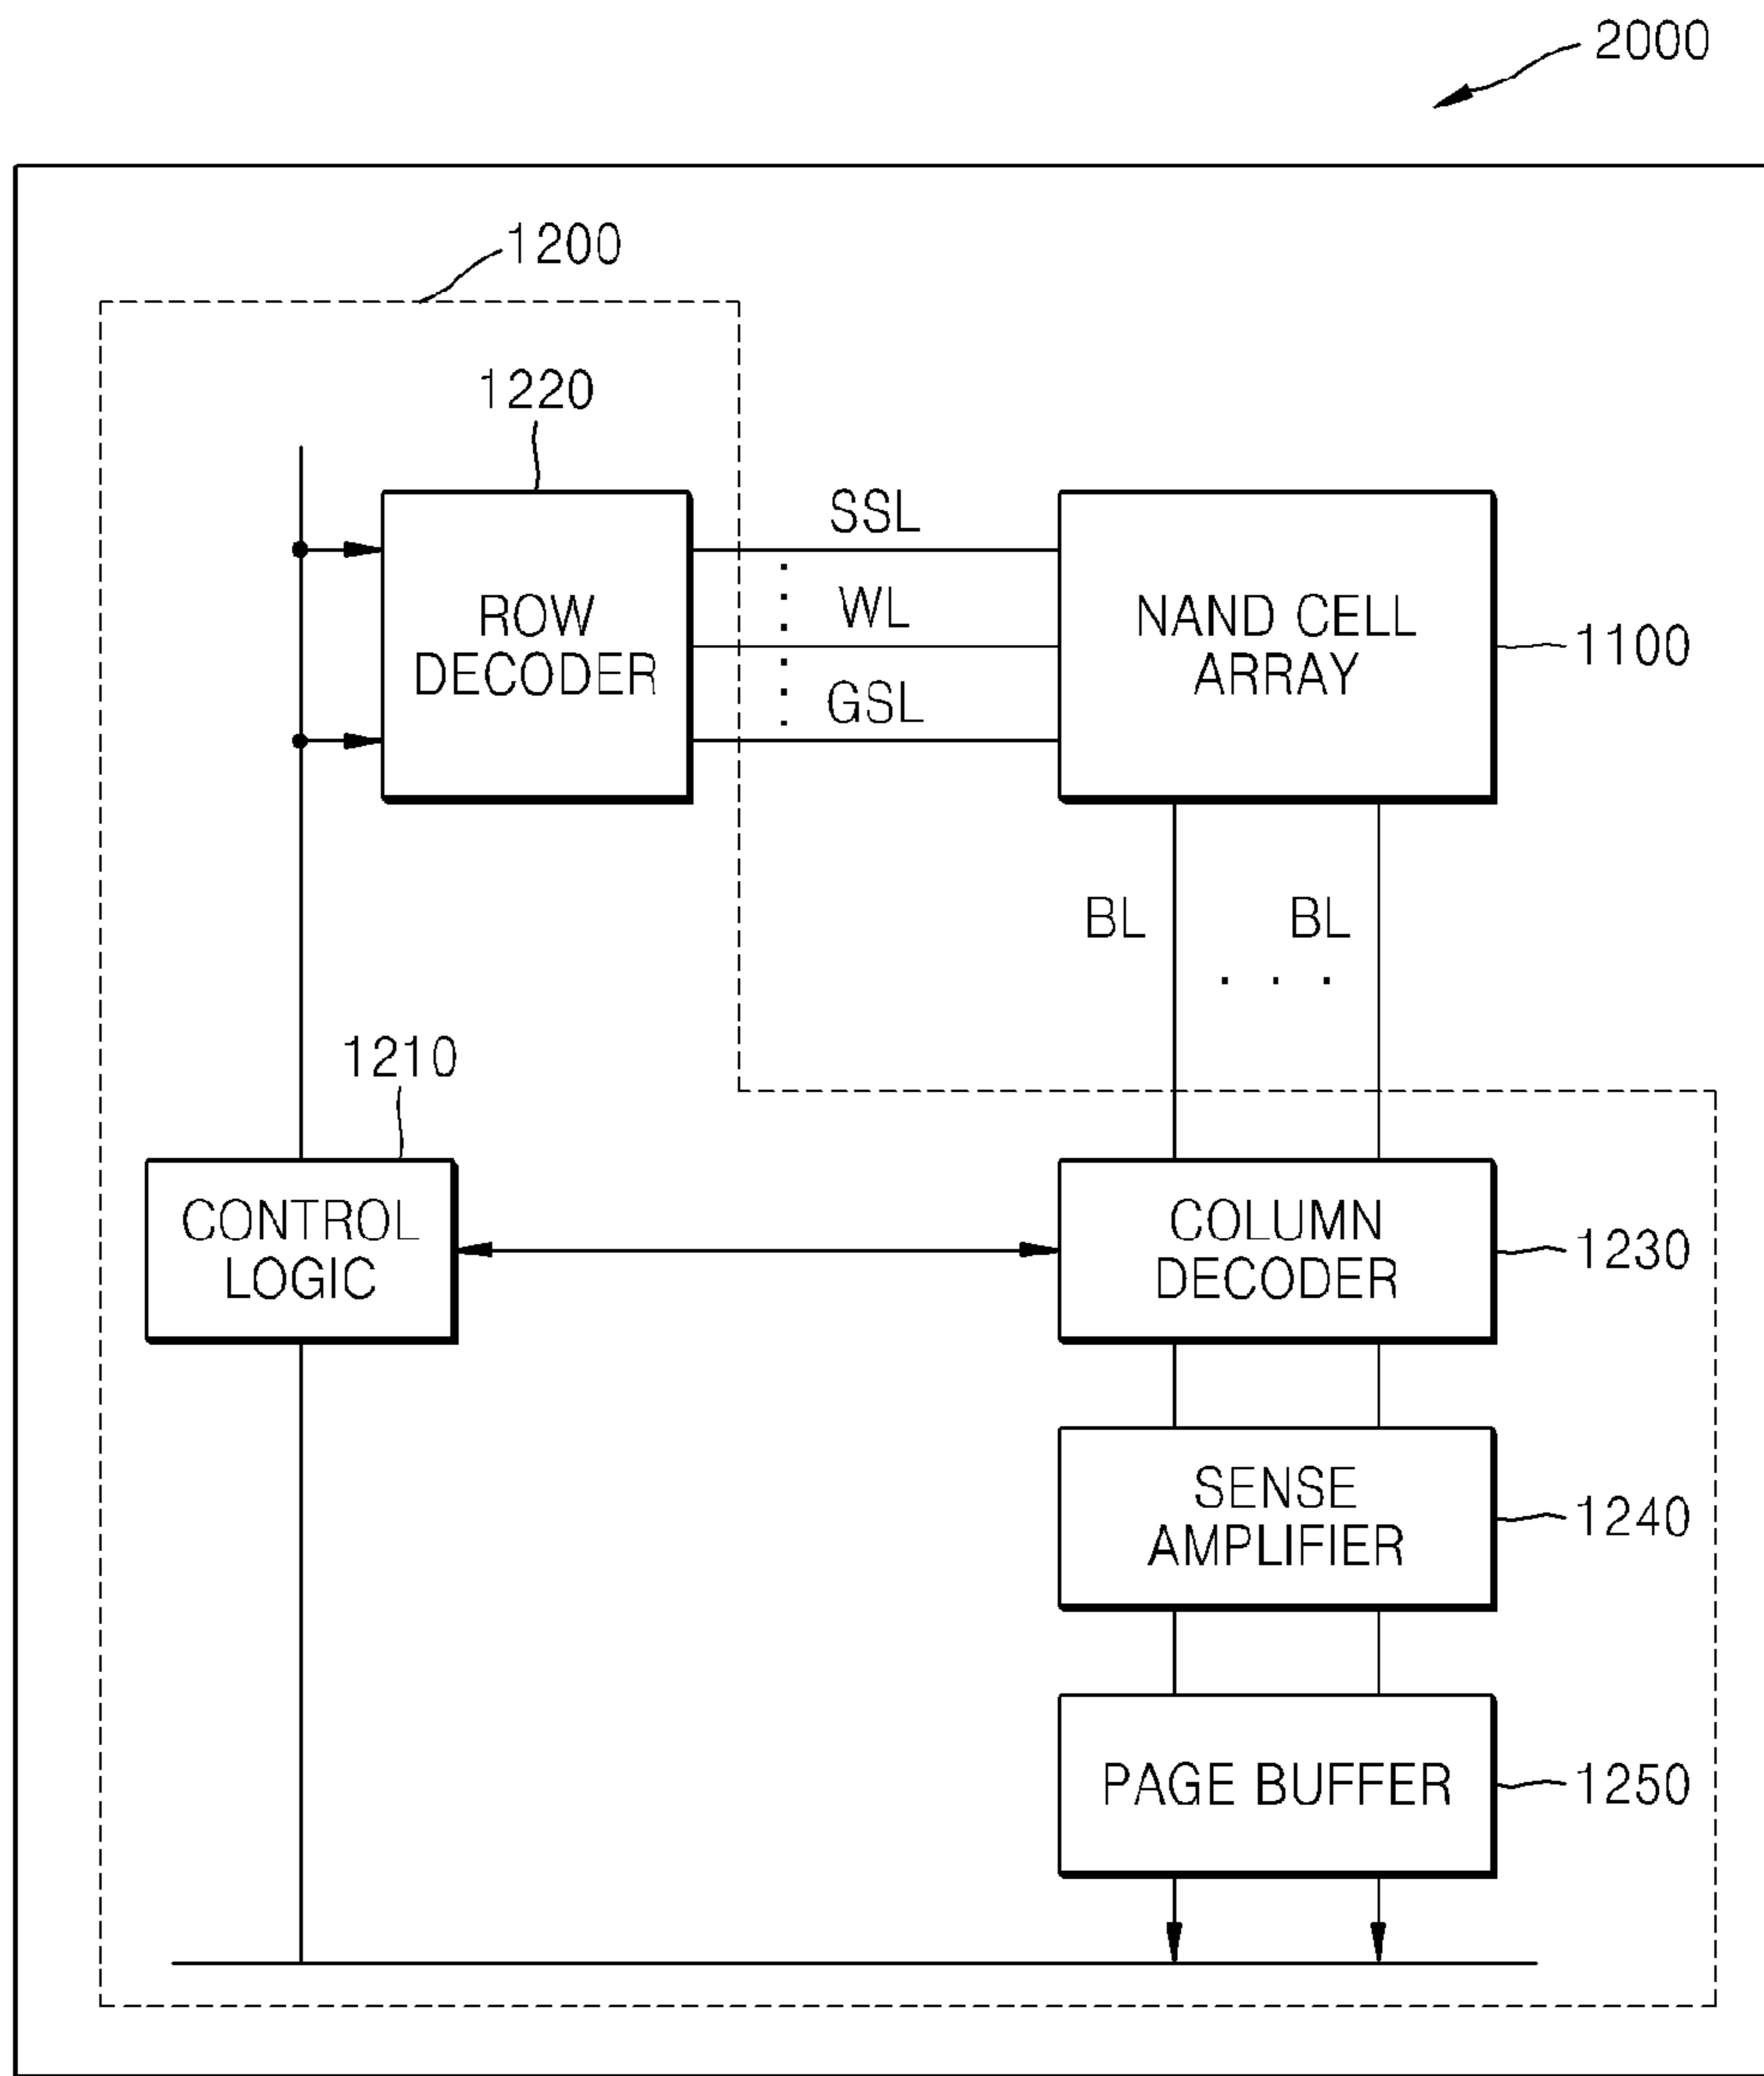 2000
1200
1220
SSL
ROW
DECODER
WL
GSL
NAND CELL
ARRAY
1100
BL
BL
1210
CONTROL
LOGIC
COLUMN
DECODER
1230
SENSE
AMPLIFIER
1240
PAGE BUFFER
1250